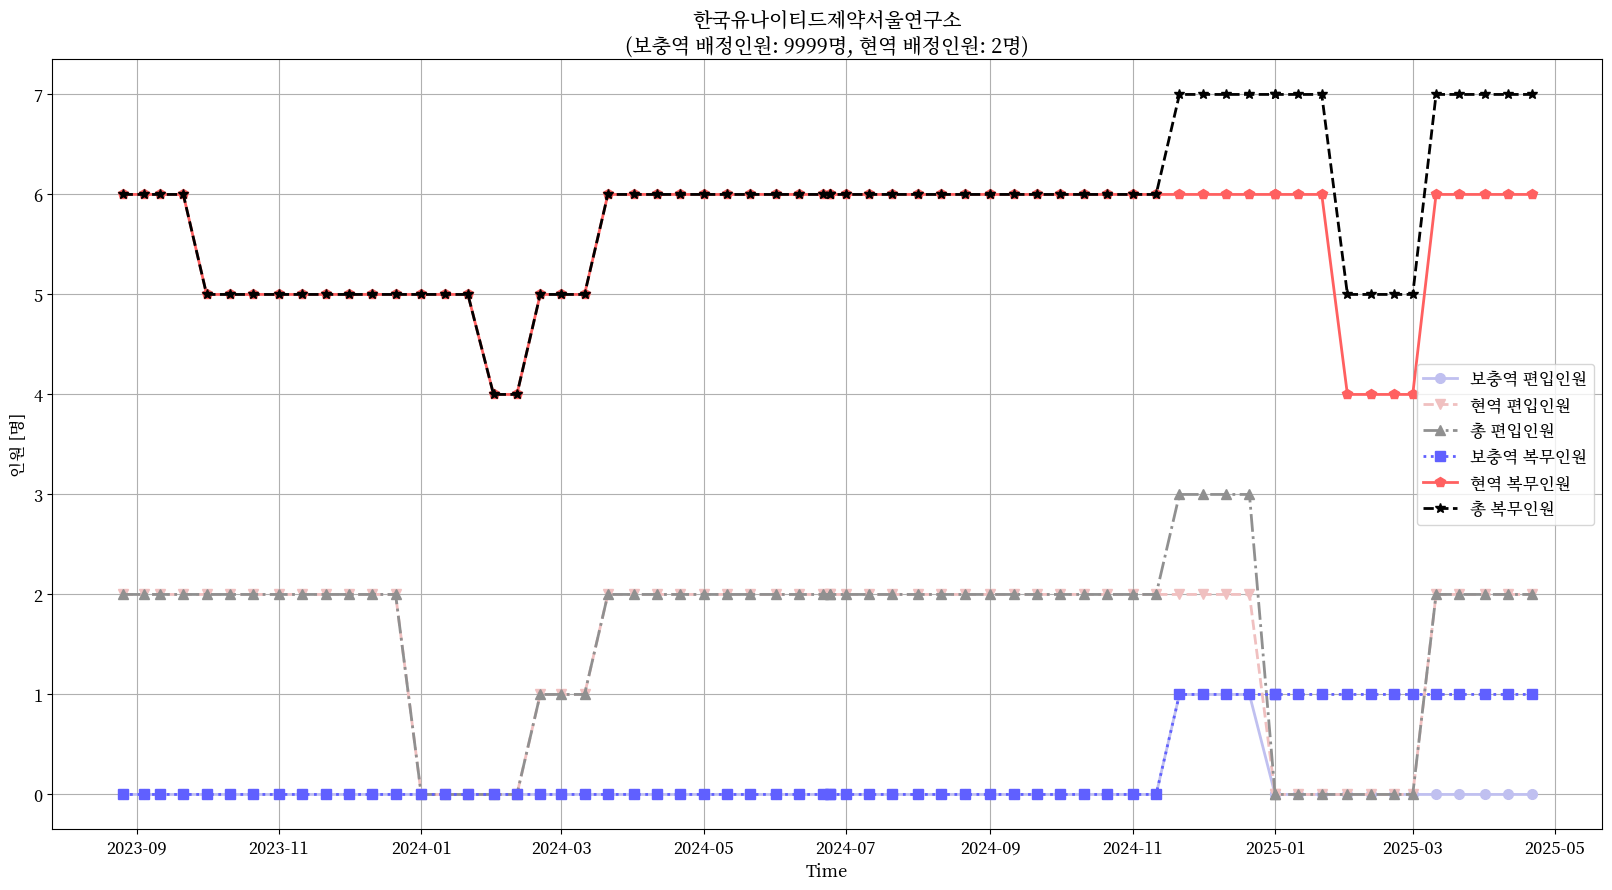 한국유나이티드제약서울연구소
(보충역 배정인원: 9999명, 현역 배정인원: 2명)
인원 [명]
7
6
5
4
3
2
1
0
보충역 편입인원
현역 편입인원
총 편입인원
보충역 복무인원
현역 복무인원
총 복무인원
2023-09 2023-11 2024-01 2024-03 2024-05 2024-07 2024-09 2024-11 2025-01 2025-03 2025-05
Time